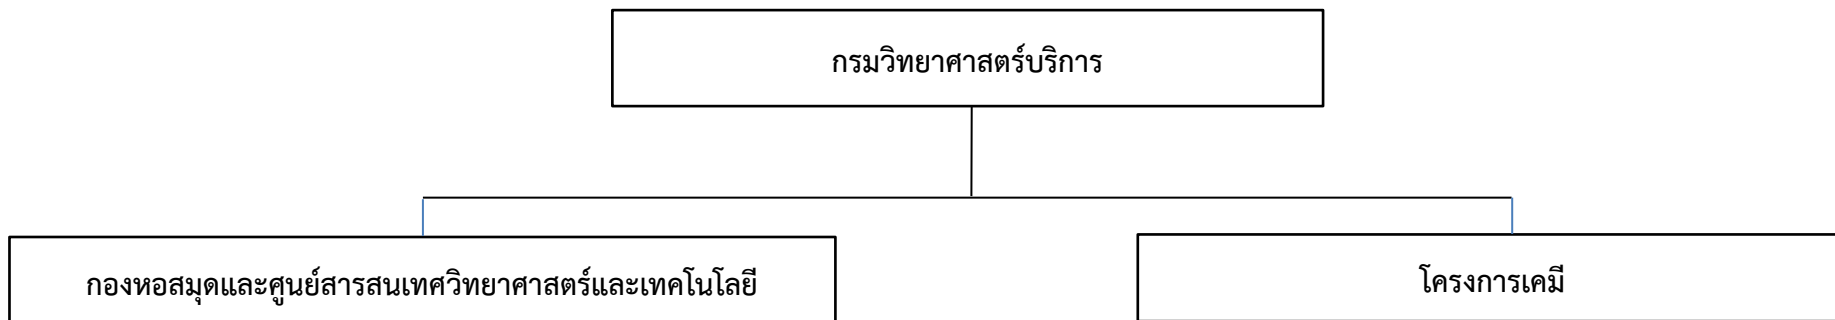 กรมวิทยาศาสตร์บริการ
กองหอสมุดและศูนย์สารสนเทศวิทยาศาสตร์และเทคโนโลยี
โครงการเคมี